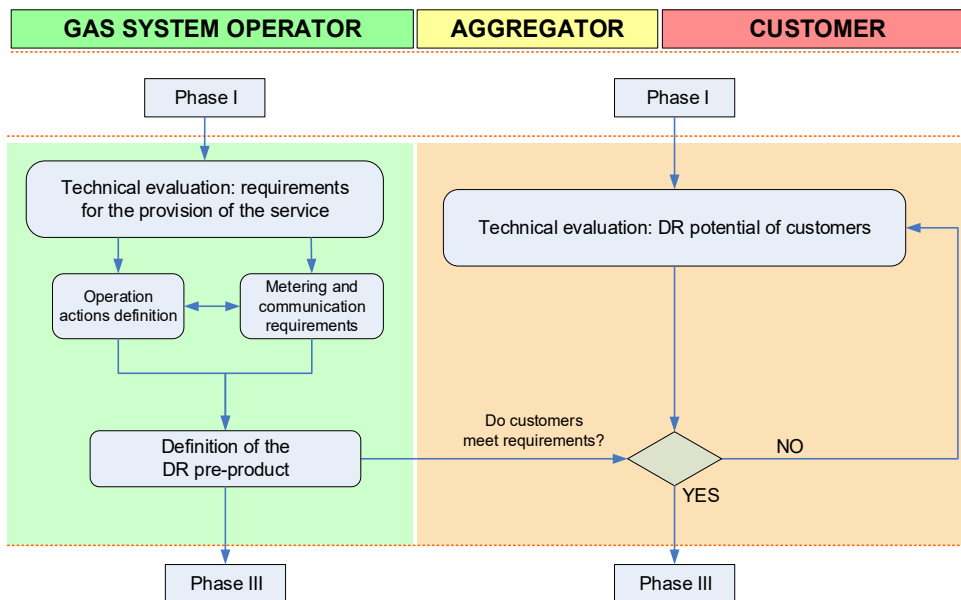 GAS SYSTEM OPERATOR
AGGREGATOR
CUSTOMER
Phase I
Phase I
Technical evaluation: requirements
for the provision of the service
Technical evaluation: DR potential of customers
Operation
actions definition
Metering and
communication
requirements
Do customers
meet requirements?
Definition of the
DR pre-product
NO
YES
Phase III
Phase III